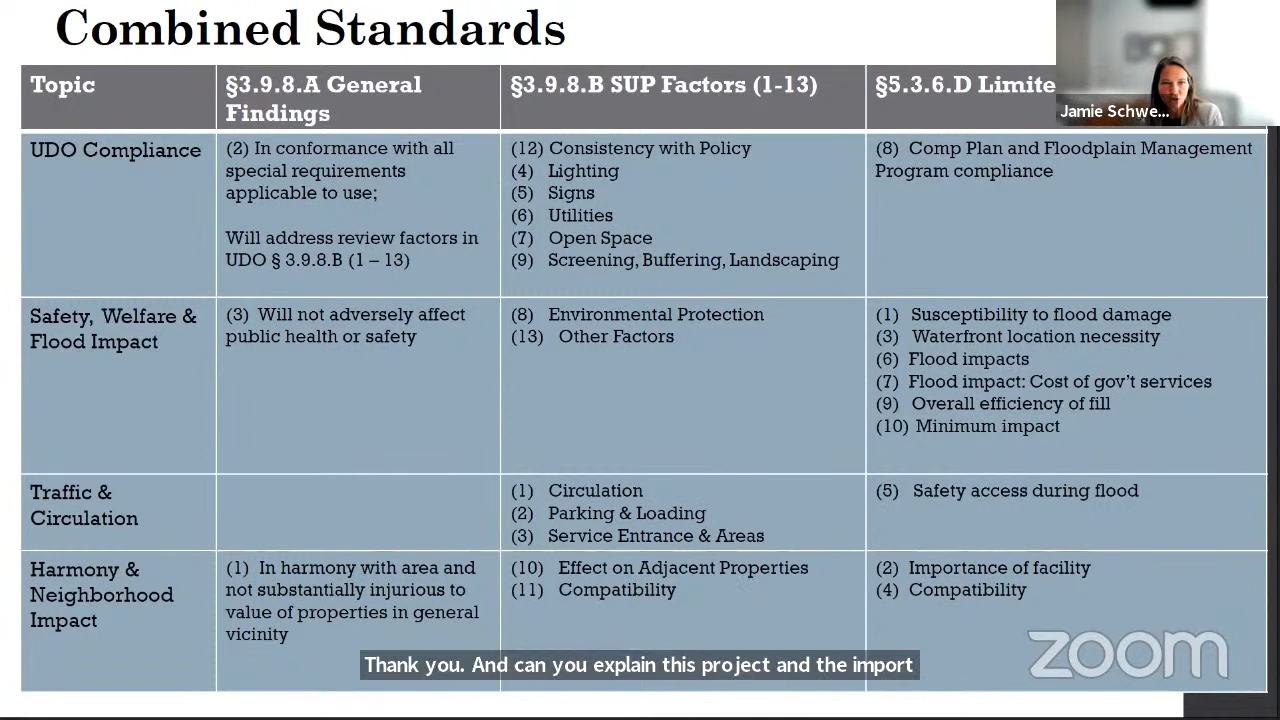 Combined Standards
Topic
§3.9.8.A General
Findings
§3.9.8.B SUP Factors (1-13)
§5.3.6.D Limite
Jamie Schwe...
UDO Compliance
(2) In conformance with all
special requirements
applicable to use;
Will address review factors in
UDO § 3.9.8.B (1 – 13)
(12) Consistency with Policy
(4) Lighting
(5) Signs
(6) Utilities
(7) Open Space
(9) Screening, Buffering, Landscaping
(8) Comp Plan and Floodplain Management
Program compliance
Safety, Welfare &
Flood Impact
(3) Will not adversely affect
public health or safety
(8) Environmental Protection
(13) Other Factors
(1) Susceptibility to flood damage
(3) Waterfront location necessity
(6) Flood impacts
(7) Flood impact: Cost of gov't services
(9) Overall efficiency of fill
(10) Minimum impact
Traffic &
Circulation
(1) Circulation
(2) Parking & Loading
(3) Service Entrance & Areas
(5) Safety access during flood
Harmony &
Neighborhood
Impact
(1) In harmony with area and
not substantially injurious to
value of properties in general
vicinity
(10) Effect on Adjacent Properties
(11) Compatibility
(2) Importance of facility
(4) Compatibility
Thank you. And can you explain this project and the import
zoom